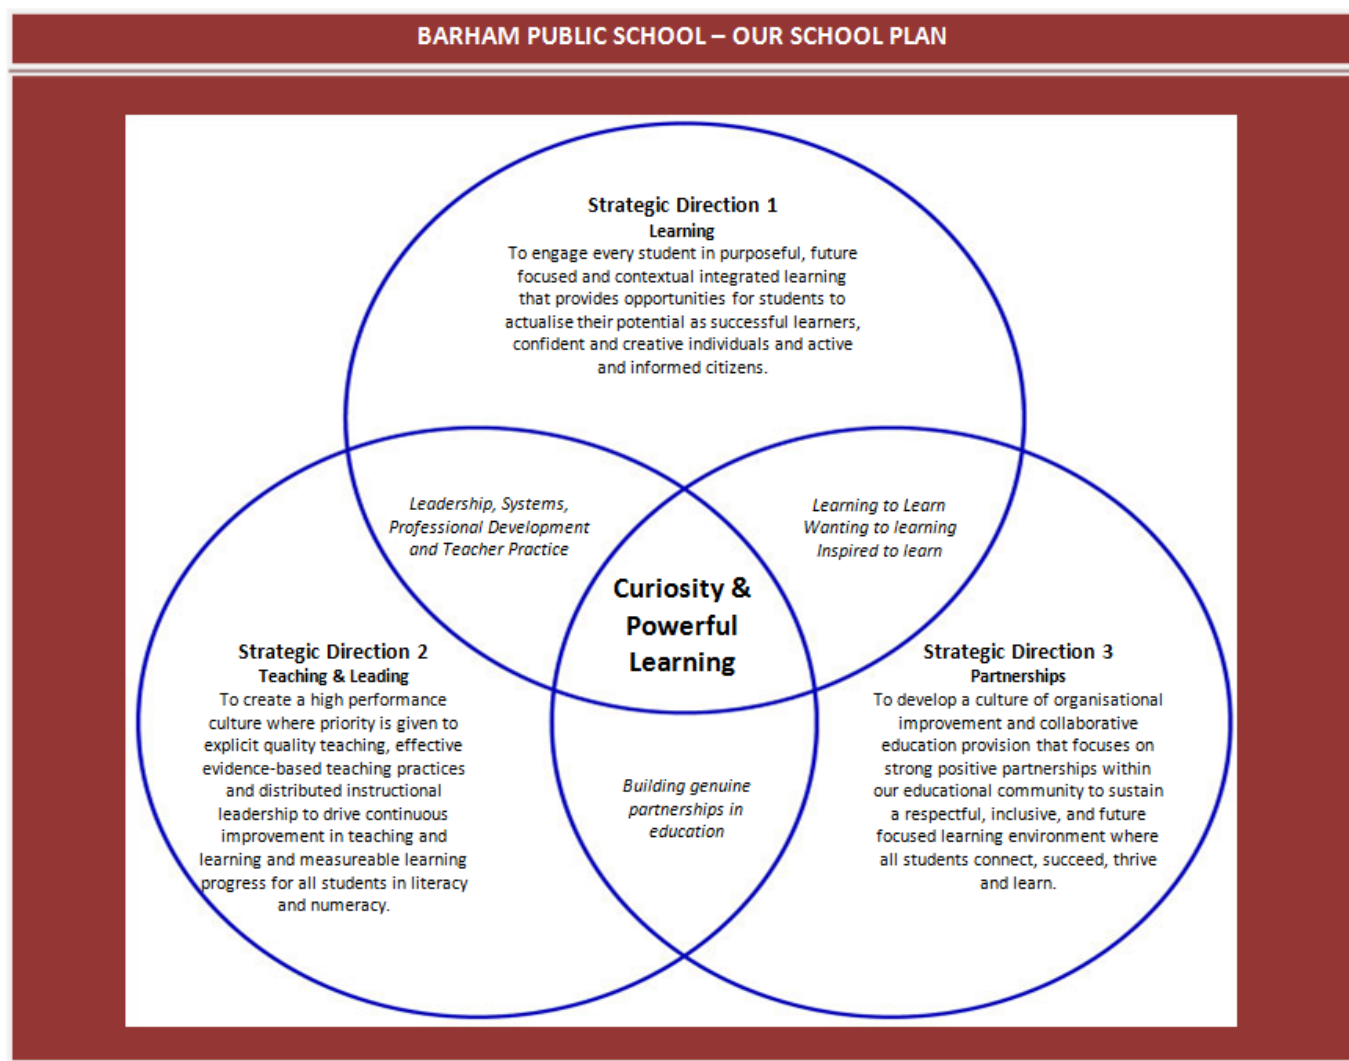 BARHAM PUBLIC SCHOOL – OUR SCHOOL PLAN
Strategic Direction 1
Learning
To engage every student in purposeful, future
focused and contextual integrated learning
that provides opportunities for students to
actualise their potential as successful learners,
confident and creative individuals and active
and informed citizens.
Leadership, Systems,
Professional Development
and Teacher Practice
Learning to Learn
Wanting to learning
Inspired to learn
Curiosity &
Powerful
Learning
Strategic Direction 2
Teaching & Leading
To create a high performance
culture where priority is given to
explicit quality teaching, effective
evidence-based teaching practices
and distributed instructional
leadership to drive continuous
improvement in teaching and
learning and measureable learning
progress for all students in literacy
and numeracy.
Building genuine
partnerships in
education
Strategic Direction 3
Partnerships
To develop a culture of organisational
improvement and collaborative
education provision that focuses on
strong positive partnerships within
our educational community to sustain
a respectful, inclusive, and future
focused learning environment where
all students connect, succeed, thrive
and learn.